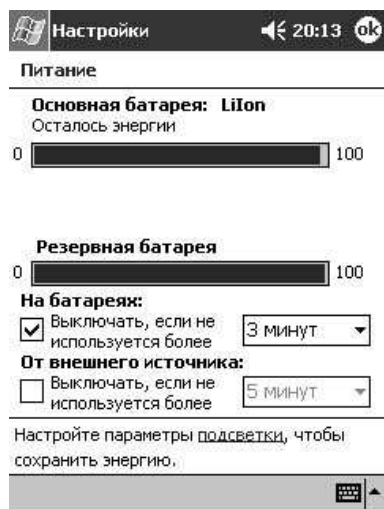 Настройки 20:13 ok
Питание
Основная батарея: LiIon
Осталось энергии
0 100
Резервная батарея
0 100
На батареях:
Выключать, если не
используется более
3 минут
От внешнего источника:
Выключать, если не
используется более
5 минут
Настройте параметры подсветки, чтобы
сохранить энергию.